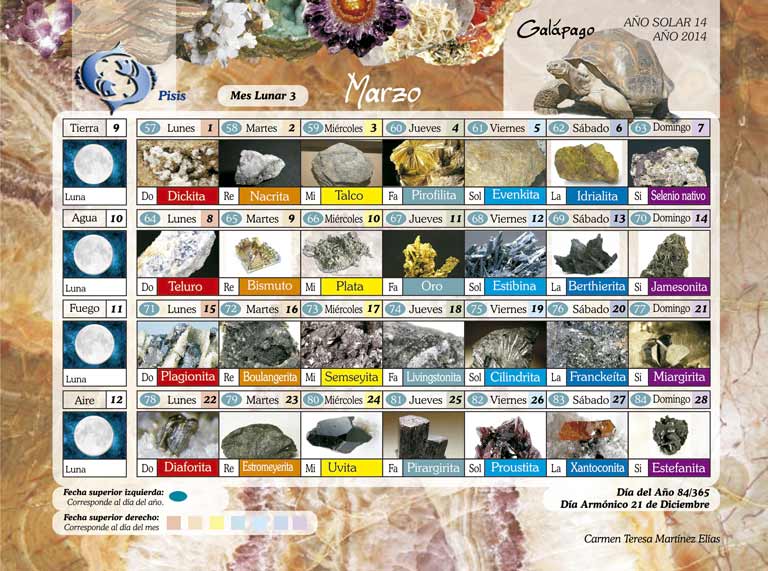 Galápago
AÑO SOLAR 14
AÑO 2014
Pisis
Mes Lunar 3
Marzo
Tierra 9
57 Lunes 1
58 Martes 2
59 Miércoles 3
60 Jueves 4
61 Viernes 5
62 Sábado 6
63 Domingo 7
Luna
Do Dickita
Re Nacrita
Mi Talco
Fa Pirofilita
Sol Evenkita
La Idrialita
Si Selenio nativo
Agua 10
64 Lunes 8
65 Martes 9
66 Miércoles 10
67 Jueves 11
68 Viernes 12
69 Sábado 13
70 Domingo 14
Luna
Do Teluro
Re Bismuto
Mi Plata
Fa Oro
Sol Estibina
La Berthierita
Si Jamesonita
Fuego 11
71 Lunes 15
72 Martes 16
73 Miércoles 17
74 Jueves 18
75 Viernes 19
76 Sábado 20
77 Domingo 21
Luna
Do Plagionita
Re Boulangerita
Mi Semseyita
Fa Livingstonita
Sol Cilindrita
La Franckeíta
Si Miargirita
Aire 12
78 Lunes 22
79 Martes 23
80 Miércoles 24
81 Jueves 25
82 Viernes 26
83 Sábado 27
84 Domingo 28
Luna
Do Diaforita
Re Estromeyerita
Mi Uvita
Fa Pirargirita
Sol Proustita
La Xantoconita
Si Estefanita
Fecha superior izquierda:
Corresponde al día del año.
Fecha superior derecho:
Corresponde al día del mes
Día del Año 84/365
Día Armónico 21 de Diciembre
Carmen Teresa Martínez Elías